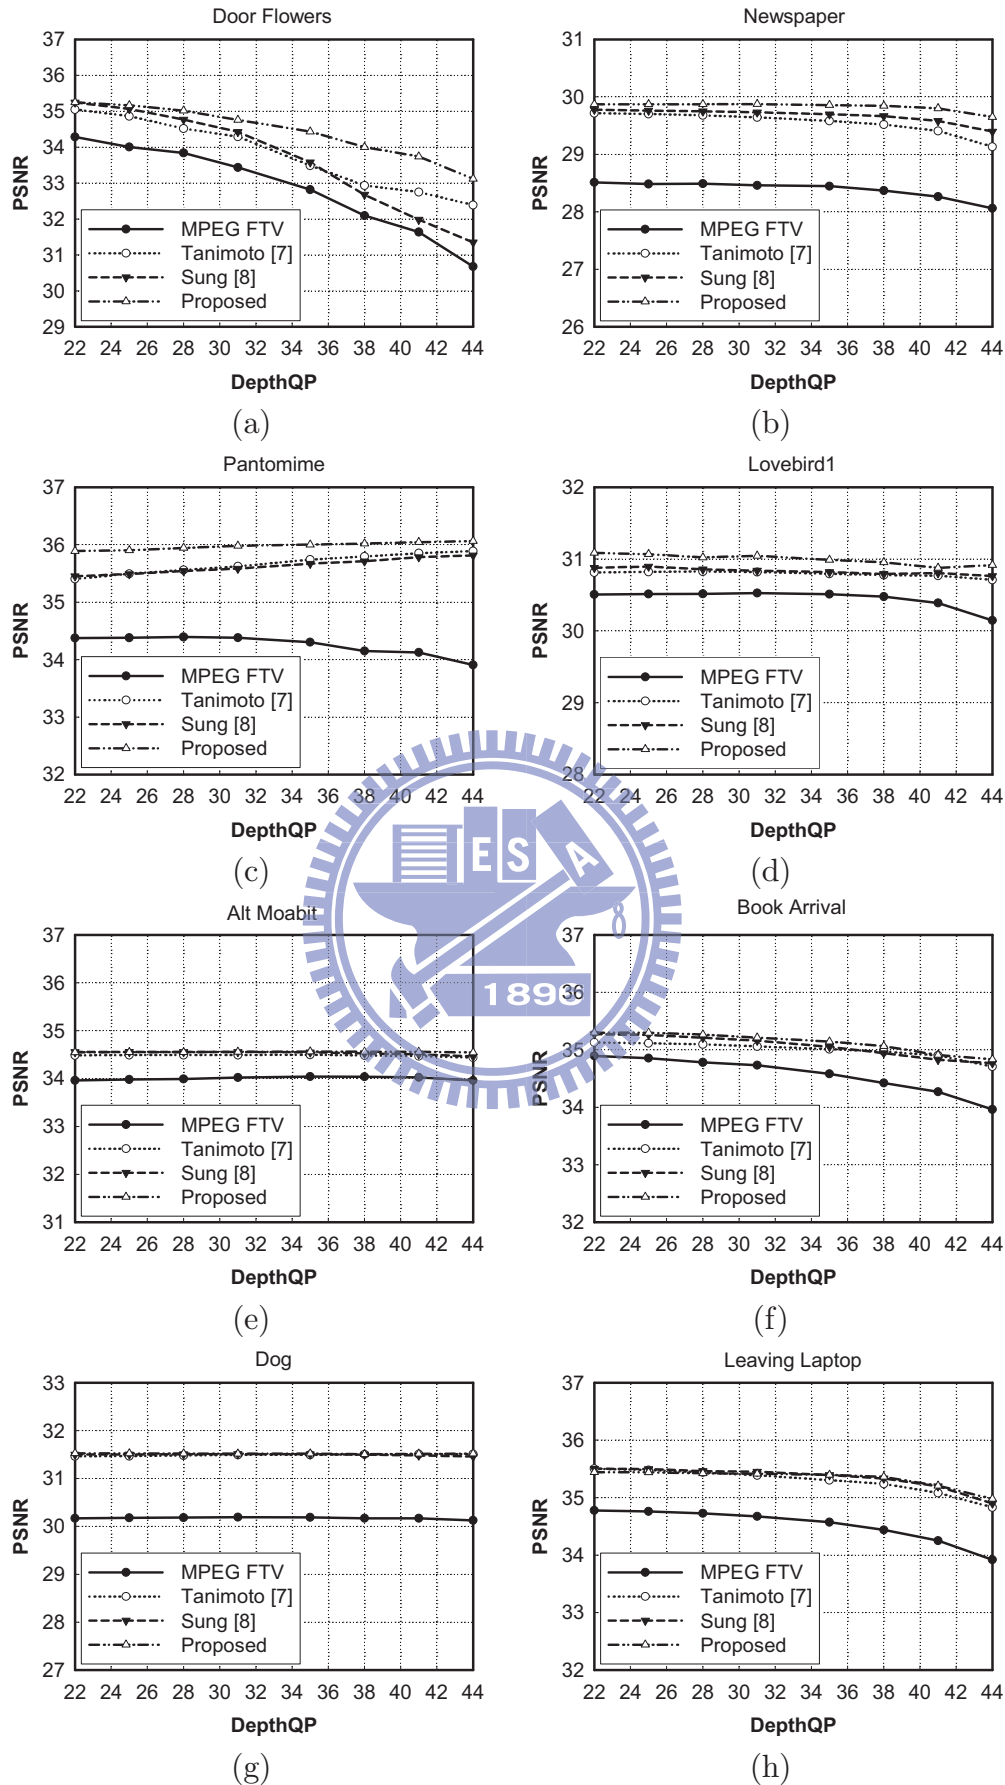 Door Flowers
37
36
35
34
33
32
31
30
29
PSNR
MPEG FTV
Tanimoto [7]
Sung [8]
Proposed
22 24 26 28 30 32 34 36 38 40 42 44
DepthQP
(a)
Newspaper
31
30
29
28
27
26
PSNR
MPEG FTV
Tanimoto [7]
Sung [8]
Proposed
22 24 26 28 30 32 34 36 38 40 42 44
DepthQP
(b)
Pantomime
37
36
35
34
33
32
PSNR
MPEG FTV
Tanimoto [7]
Sung [8]
Proposed
22 24 26 28 30 32 34 36 38 40 42 44
DepthQP
(c)
Lovebird1
32
31
30
29
28
PSNR
MPEG FTV
Tanimoto [7]
Sung [8]
Proposed
22 24 26 28 30 32 34 36 38 40 42 44
DepthQP
(d)
E S A
1896
Alt Moabit
37
36
35
34
33
32
31
PSNR
MPEG FTV
Tanimoto [7]
Sung [8]
Proposed
22 24 26 28 30 32 34 36 38 40 42 44
DepthQP
(e)
Book Arrival
37
36
35
34
33
32
PSNR
MPEG FTV
Tanimoto [7]
Sung [8]
Proposed
22 24 26 28 30 32 34 36 38 40 42 44
DepthQP
(f)
Dog
33
32
31
30
29
28
27
PSNR
MPEG FTV
Tanimoto [7]
Sung [8]
Proposed
22 24 26 28 30 32 34 36 38 40 42 44
DepthQP
(g)
Leaving Laptop
37
36
35
34
33
32
PSNR
MPEG FTV
Tanimoto [7]
Sung [8]
Proposed
22 24 26 28 30 32 34 36 38 40 42 44
DepthQP
(h)